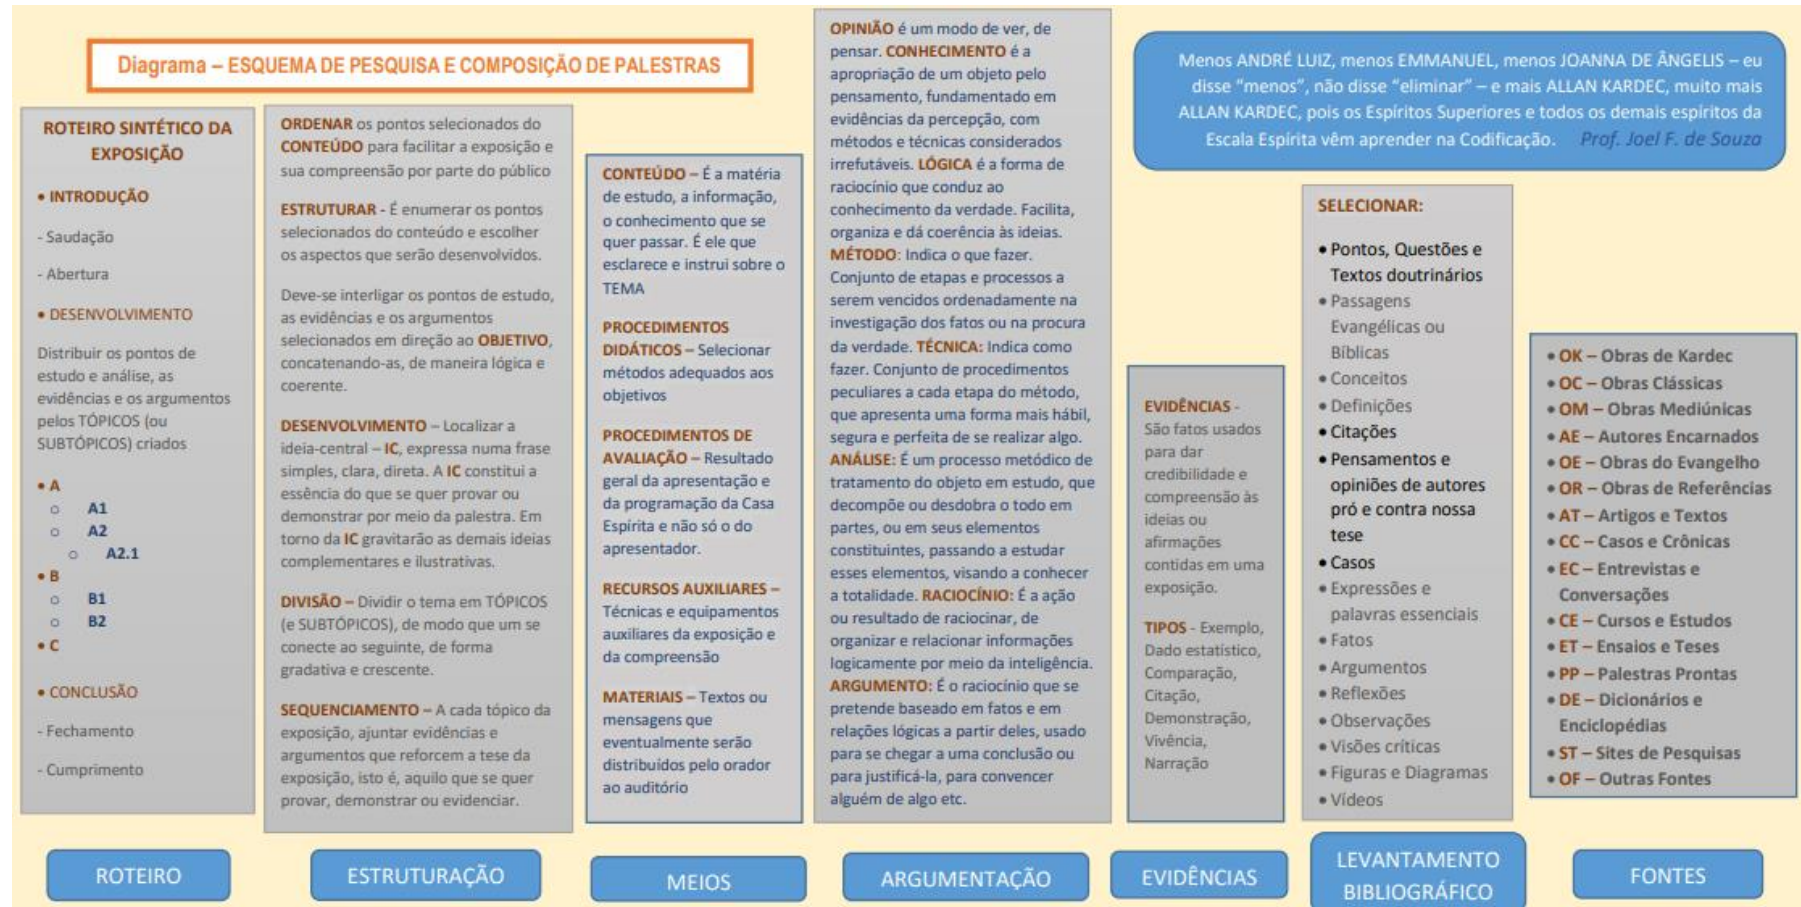 Diagrama – ESQUEMA DE PESQUISA E COMPOSIÇÃO DE PALESTRAS
ROTEIRO SINTÉTICO DA
EXPOSIÇÃO
• INTRODUÇÃO
- Saudação
- Abertura
• DESENVOLVIMENTO
Distribuir os pontos de
estudo e análise, as
evidências e os argumentos
pelos TÓPICOS (ou
SUBTÓPICOS) criados
• A
o A1
o A2
o A2.1
• B
o B1
o B2
• C
• CONCLUSÃO
- Fechamento
- Cumprimento
ROTEIRO
ORDENAR os pontos selecionados do
CONTEÚDO para facilitar a exposição e
sua compreensão por parte do público
ESTRUTURAR - É enumerar os pontos
selecionados do conteúdo e escolher
os aspectos que serão desenvolvidos.
Deve-se interligar os pontos de estudo,
as evidências e os argumentos
selecionados em direção ao OBJETIVO,
concatenando-as, de maneira lógica e
coerente.
DESENVOLVIMENTO – Localizar a
ideia-central – IC, expressa numa frase
simples, clara, direta. A IC constitui a
essência do que se quer provar ou
demonstrar por meio da palestra. Em
torno da IC gravitarão as demais ideias
complementares e ilustrativas.
DIVISÃO – Dividir o tema em TÓPICOS
(e SUBTÓPICOS), de modo que um se
conecte ao seguinte, de forma
gradativa e crescente.
SEQUENCIAMENTO – A cada tópico da
exposição, ajuntar evidências e
argumentos que reforcem a tese da
exposição, isto é, aquilo que se quer
provar, demonstrar ou evidenciar.
ESTRUTURAÇÃO
CONTEÚDO – É a matéria
de estudo, a informação,
o conhecimento que se
quer passar. É ele que
esclarece e instrui sobre o
TEMA
PROCEDIMENTOS
DIDÁTICOS – Selecionar
métodos adequados aos
objetivos
PROCEDIMENTOS DE
AVALIAÇÃO – Resultado
geral da apresentação e
da programação da Casa
Espírita e não só o do
apresentador.
RECURSOS AUXILIARES –
Técnicas e equipamentos
auxiliares da exposição e
da compreensão
MATERIAIS – Textos ou
mensagens que
eventualmente serão
distribuídos pelo orador
ao auditório
MEIOS
OPINIÃO é um modo de ver, de
pensar. CONHECIMENTO é a
apropriação de um objeto pelo
pensamento, fundamentado em
evidências da percepção, com
métodos e técnicas considerados
irrefutáveis. LÓGICA é a forma de
raciocínio que conduz ao
conhecimento da verdade. Facilita,
organiza e dá coerência às ideias.
MÉTODO: Indica o que fazer.
Conjunto de etapas e processos a
serem vencidos ordenadamente na
investigação dos fatos ou na procura
da verdade. TÉCNICA: Indica como
fazer. Conjunto de procedimentos
peculiares a cada etapa do método,
que apresenta uma forma mais hábil,
segura e perfeita de se realizar algo.
ANÁLISE: É um processo metódico de
tratamento do objeto em estudo, que
decompõe ou desdobra o todo em
partes, ou em seus elementos
constituintes, passando a estudar
esses elementos, visando a conhecer
a totalidade. RACIOCÍNIO: É a ação
ou resultado de raciocinar, de
organizar e relacionar informações
logicamente por meio da inteligência.
ARGUMENTO: É o raciocínio que se
pretende baseado em fatos e em
relações lógicas a partir deles, usado
para se chegar a uma conclusão ou
para justificá-la, para convencer
alguém de algo etc.
ARGUMENTAÇÃO
Menos ANDRÉ LUIZ, menos EMMANUEL, menos JOANNA DE ÂNGELIS – eu
disse “menos”, não disse “eliminar” – e mais ALLAN KARDEC, muito mais
ALLAN KARDEC, pois os Espíritos Superiores e todos os demais espíritos da
Escala Espírita vêm aprender na Codificação. Prof. Joel F. de Souza
EVIDÊNCIAS -
São fatos usados
para dar
credibilidade e
compreensão às
ideias ou
afirmações
contidas em uma
exposição.
TIPOS - Exemplo,
Dado estatístico,
Comparação,
Citação,
Demonstração,
Vivência,
Narração
EVIDÊNCIAS
SELECIONAR:
• Pontos, Questões e
Textos doutrinários
• Passagens
Evangélicas ou
Bíblicas
• Conceitos
• Definições
• Citações
• Pensamentos e
opiniões de autores
pró e contra nossa
tese
• Casos
• Expressões e
palavras essenciais
• Fatos
• Argumentos
• Reflexões
• Observações
• Visões críticas
• Figuras e Diagramas
• Vídeos
LEVANTAMENTO
BIBLIOGRÁFICO
• OK – Obras de Kardec
• OC – Obras Clássicas
• OM – Obras Mediúnicas
• AE – Autores Encarnados
• OE – Obras do Evangelho
• OR – Obras de Referências
• AT – Artigos e Textos
• CC – Casos e Crônicas
• EC – Entrevistas e
Conversações
• CE – Cursos e Estudos
• ET – Ensaios e Teses
• PP – Palestras Prontas
• DE – Dicionários e
Enciclopédias
• ST – Sites de Pesquisas
• OF – Outras Fontes
FONTES